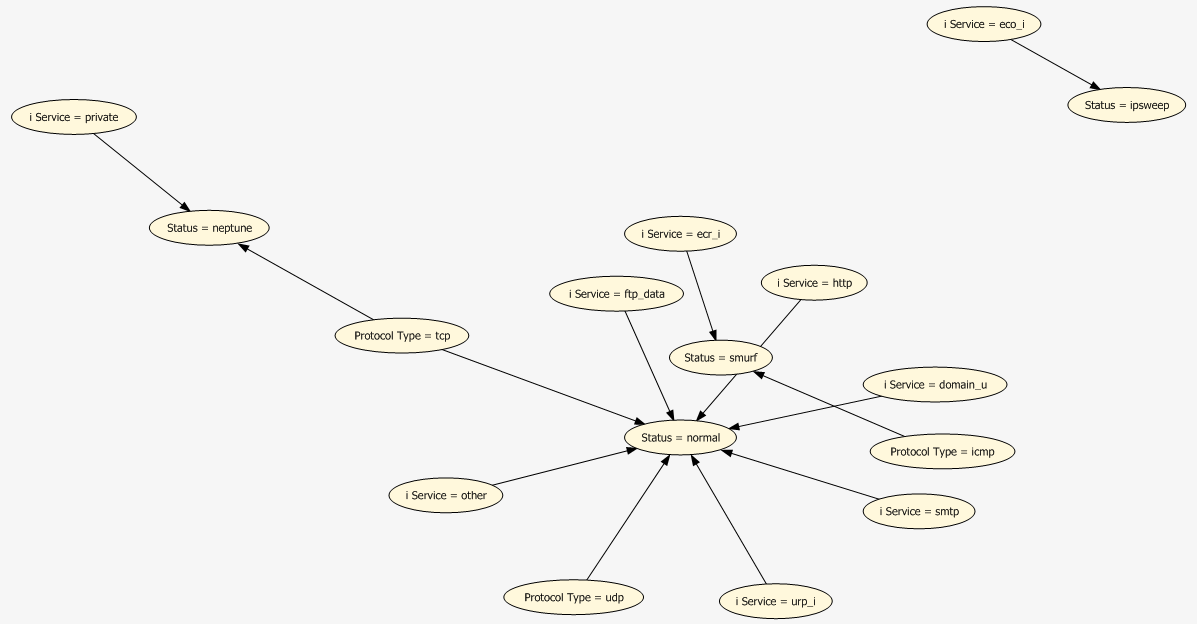 i Service = eco_i
Status = ipsweep
i Service = private
Status = neptune
i Service = ecr_i
i Service = http
i Service = ftp_data
Protocol Type = tcp
Status = smurf
i Service = domain_u
Status = normal
Protocol Type = icmp
i Service = other
i Service = smtp
Protocol Type = udp
i Service = urp_i